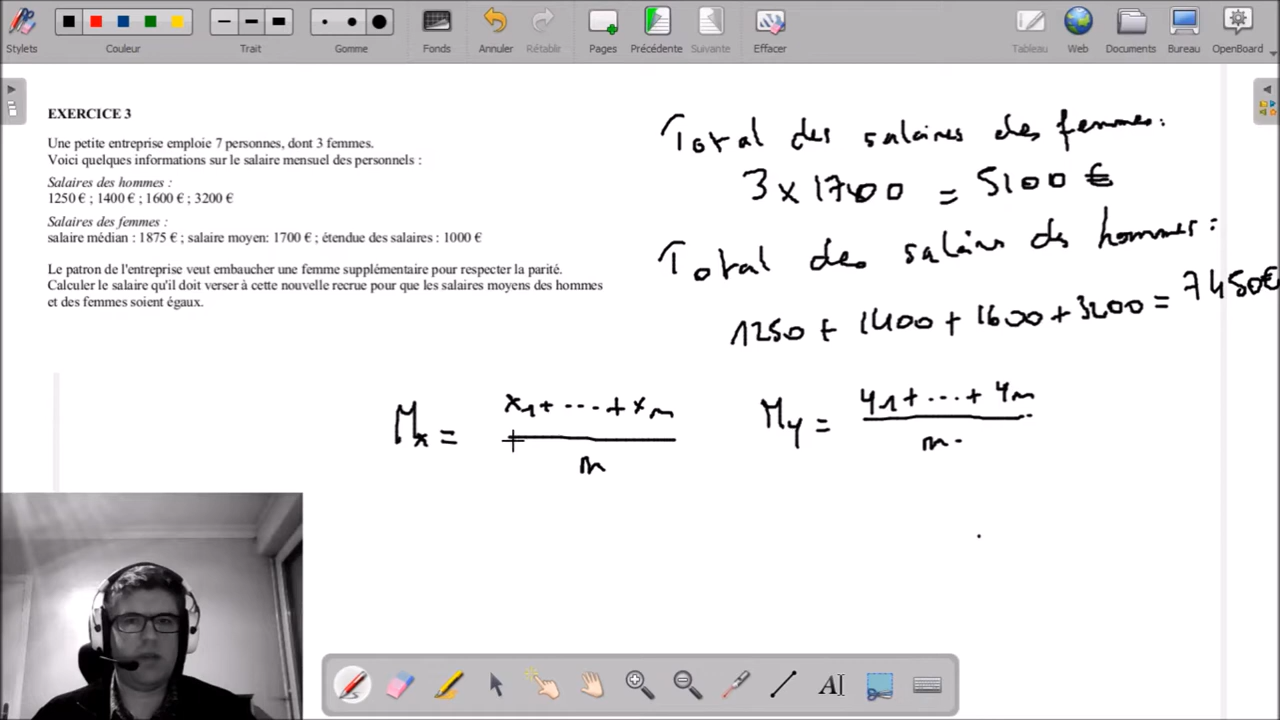 Stylets
Couleur
Trait
Gomme
Fonds
Annuler
Rétablir
Pages
Précédente
Suivante
Effacer
Tableau
Web
Documents
Bureau
OpenBoard
EXERCICE 3
Une petite entreprise emploie 7 personnes, dont 3 femmes.
Voici quelques informations sur le salaire mensuel des personnels :
Salaires des hommes :
1250 € ; 1400 € ; 1600 € ; 3200 €
Salaires des femmes :
salaire médian : 1875 € ; salaire moyen: 1700 € ; étendue des salaires : 1000 €
Le patron de l'entreprise veut embaucher une femme supplémentaire pour respecter la parité.
Calculer le salaire qu'il doit verser à cette nouvelle recrue pour que les salaires moyens des hommes
et des femmes soient égaux.
Total des salaires des femmes :
3 x 1700 = 5100 €
Total des salaires des hommes :
1250 + 1400 + 1600 + 3200 = 7450€
Mx = x1 + ... + xn
n
My = y1 + ... + yn
n
AI